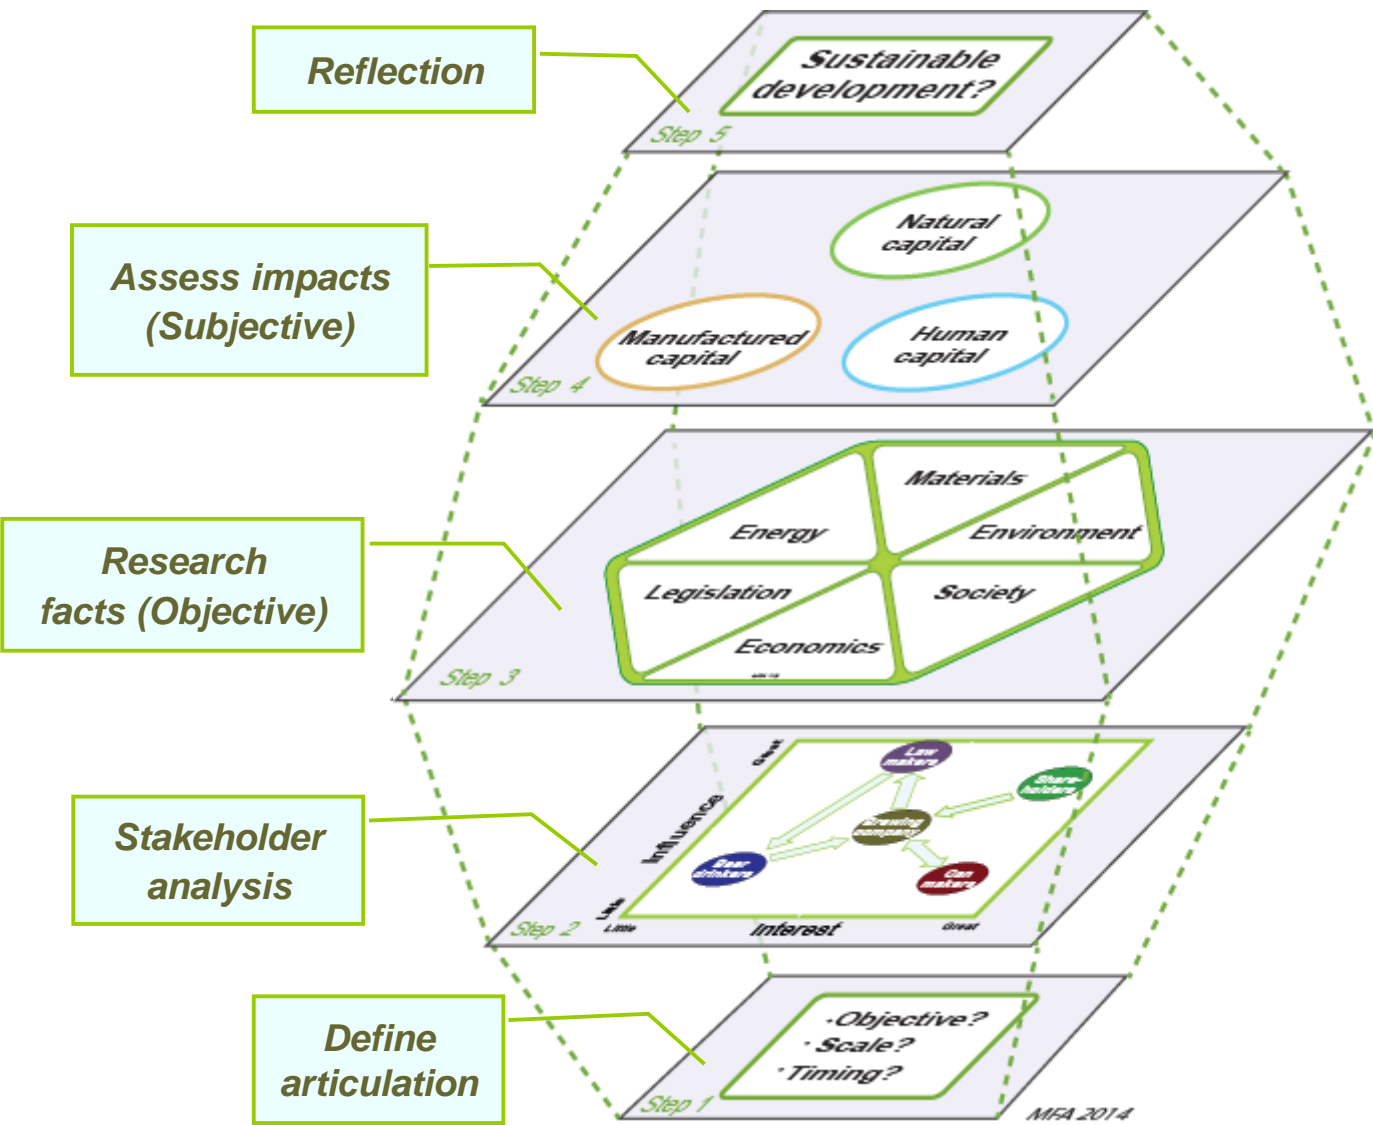 Reflection
Sustainable
development?
Step 5
Assess impacts
(Subjective)
Natural
capital
Manufactured
capital
Human
capital
Step 4
Research
facts (Objective)
Materials
Energy
Environment
Legislation
Society
Economics
Step 3
Stakeholder
analysis
Great
Influence
Little
Law
makers
Share-
holders
Brewing
company
Beer
drinkers
Can
makers
Step 2
Little
Interest
Great
Define
articulation
·Objective?
· Scale?
·Timing?
Step 1
MFA 2014